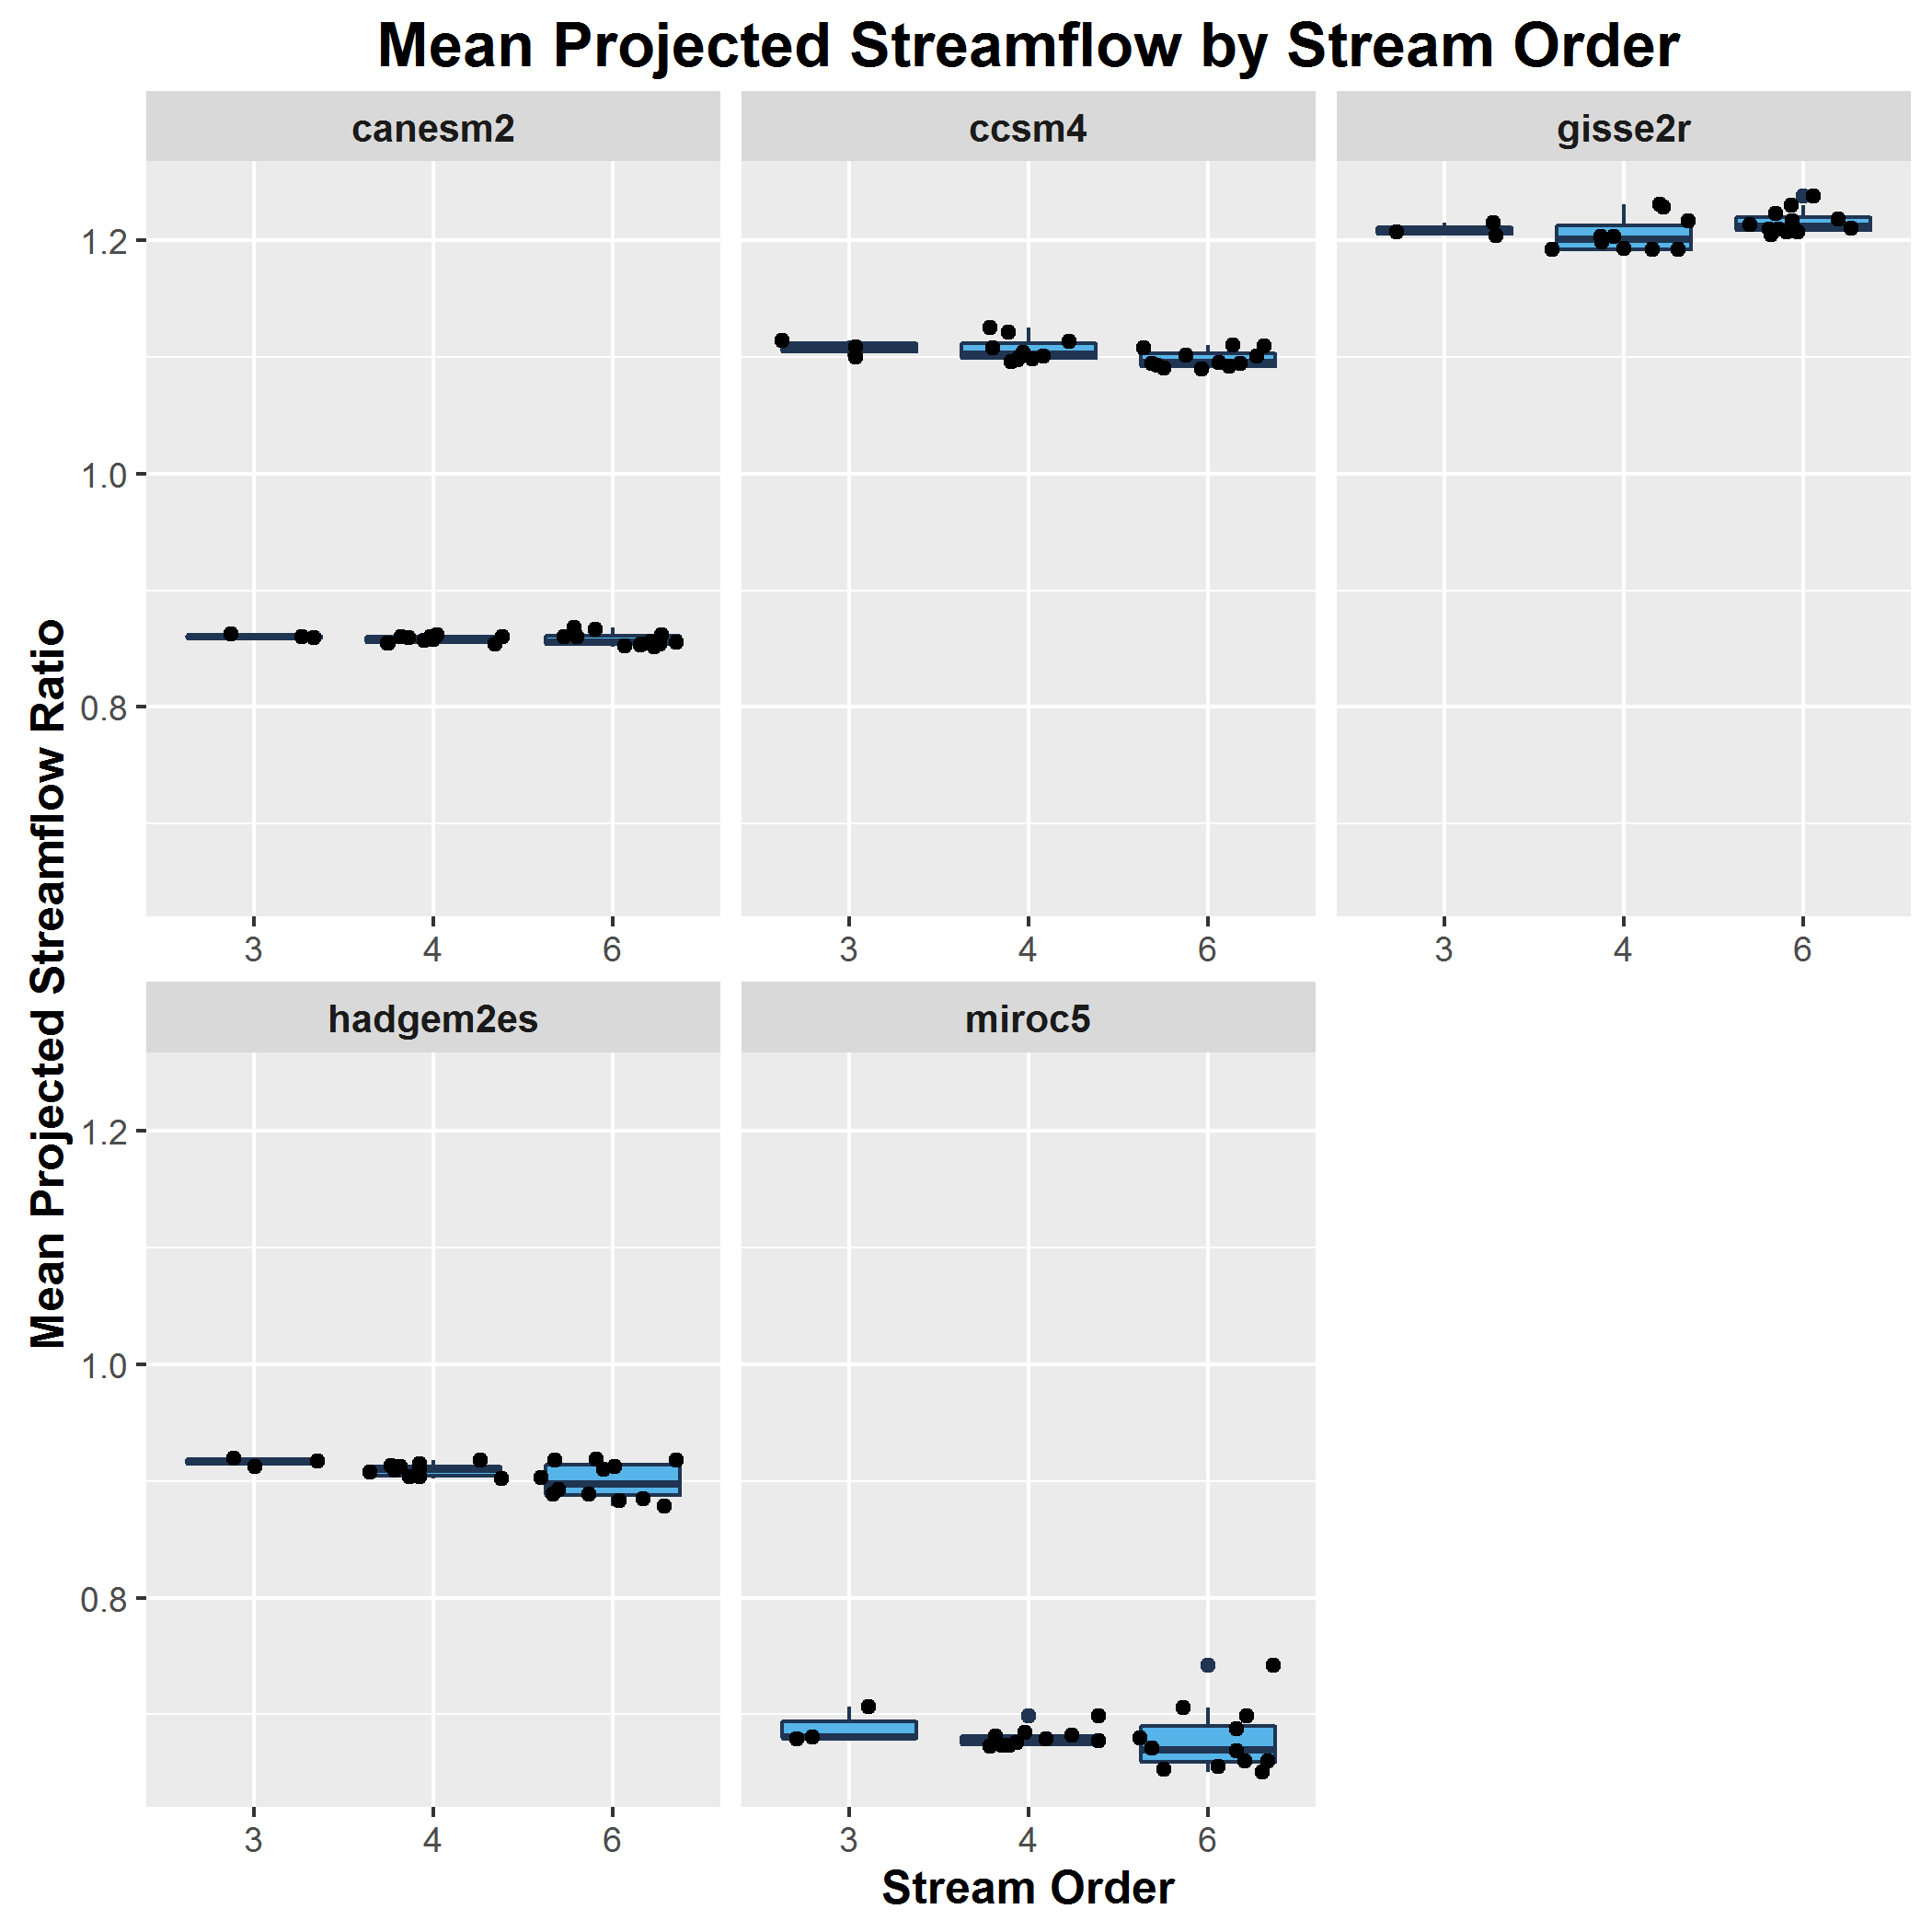 Mean Projected Streamflow by Stream Order
canesm2
ccsm4
gisse2r
1.2
1.0
0.8
3 4 6
3 4 6
3 4 6
Mean Projected Streamflow Ratio
hadgem2es
miroc5
1.2
1.0
0.8
3 4 6
3 4 6
Stream Order